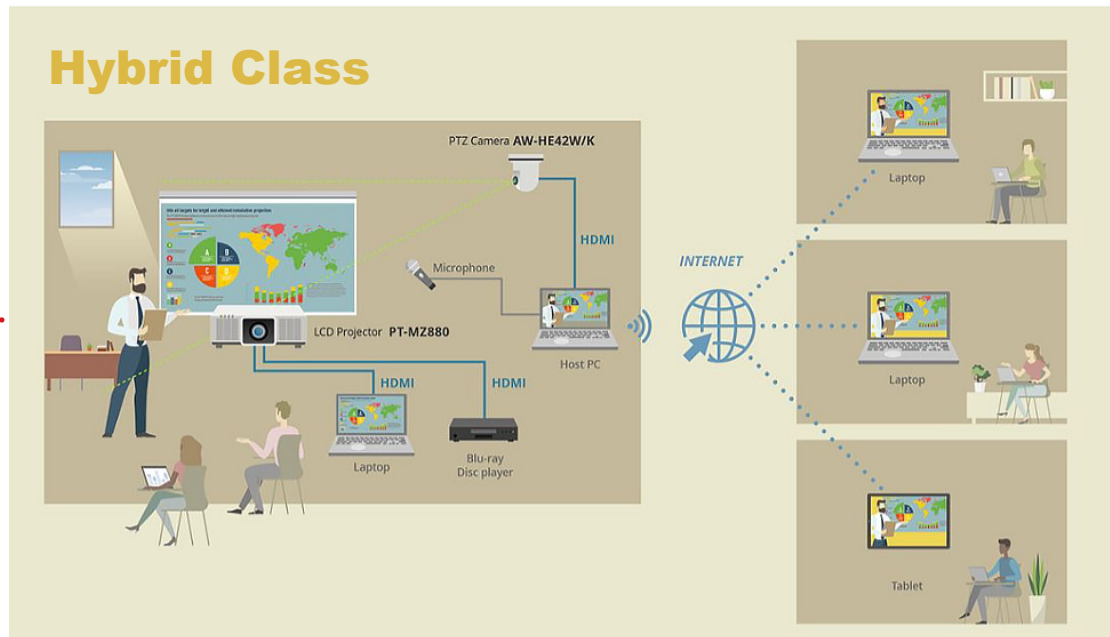 Hybrid Class
PTZ Camera AW-HE42W/K
HDMI
Microphone
INTERNET
LCD Projector PT-MZ880
Host PC
HDMI
HDMI
Laptop
Blu-ray
Disc player
A
B
C
D
Laptop
Laptop
Tablet